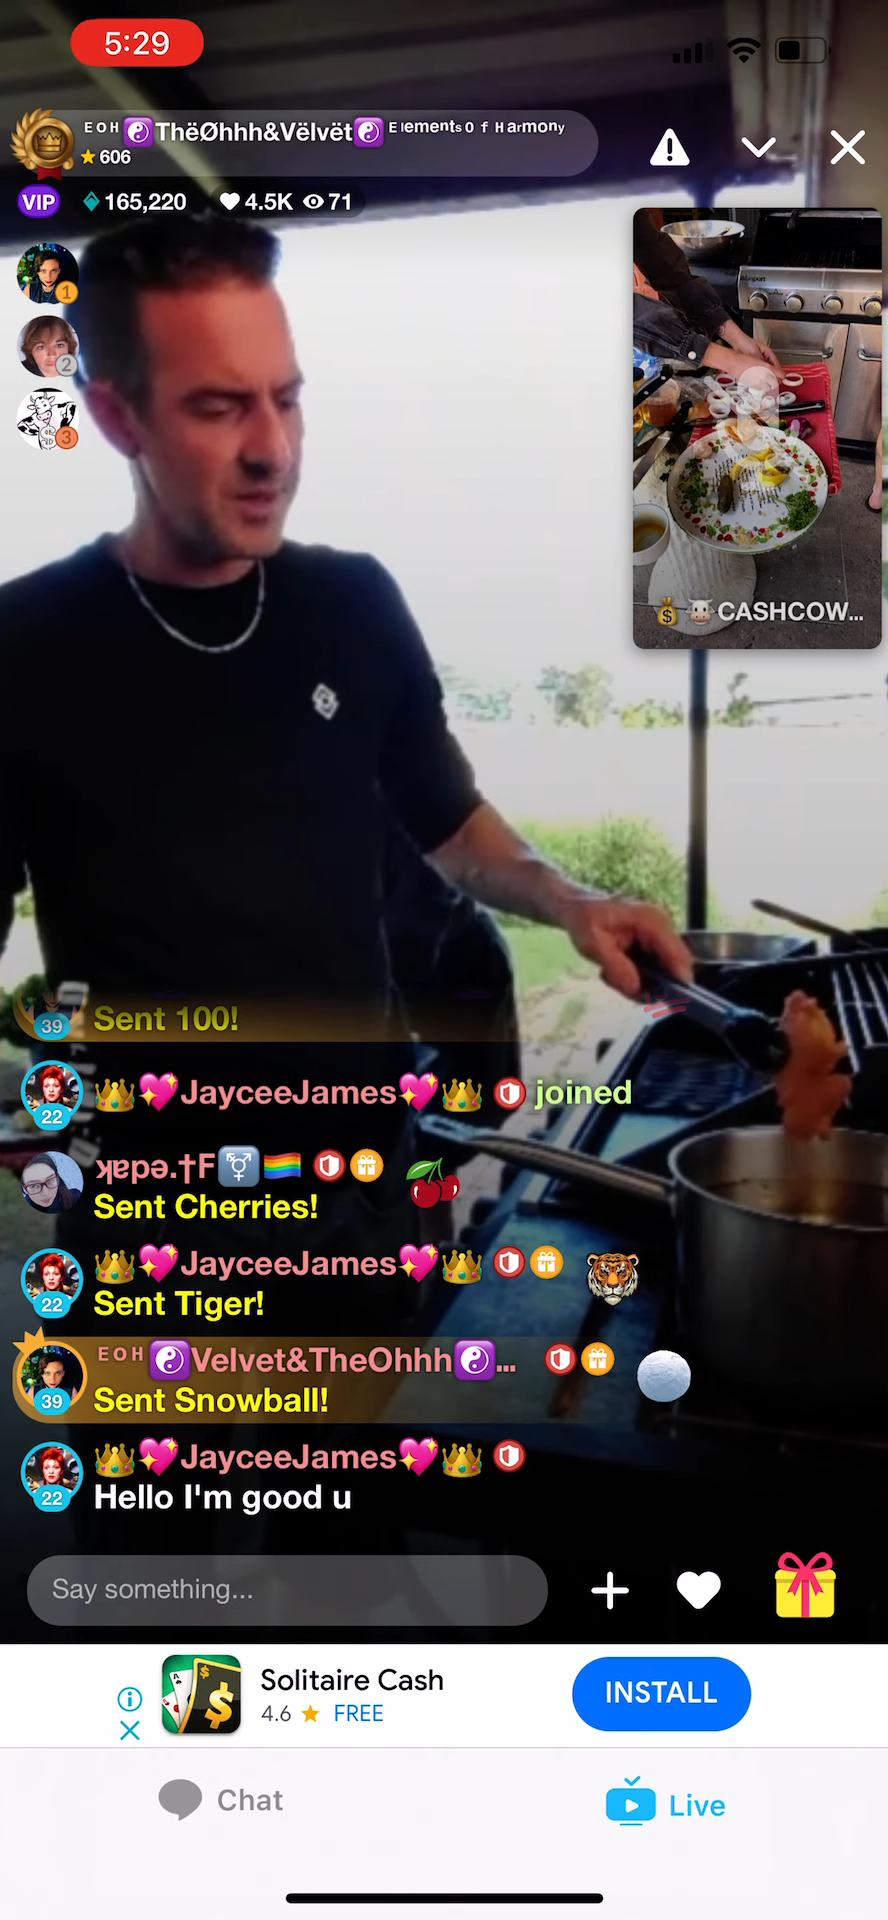 5:29
EOH☯️ThëØhhh&Vëlvët☯️Elements Of Harmony
⭐ 606
VIP 165,220 4.5K 71
1
2
3
💰🐮CASHCOW...
39 Sent 100!
👑💖JayceeJames💖👑 joined
22
ʞɐpǝ.†F⚧️🏳️‍🌈
Sent Cherries!
👑💖JayceeJames💖👑
22 Sent Tiger!
EOH☯️Velvet&TheOhhh☯️...
39 Sent Snowball!
👑💖JayceeJames💖👑
22 Hello I'm good u
Say something...
Solitaire Cash
4.6 ★ FREE
INSTALL
Chat
Live